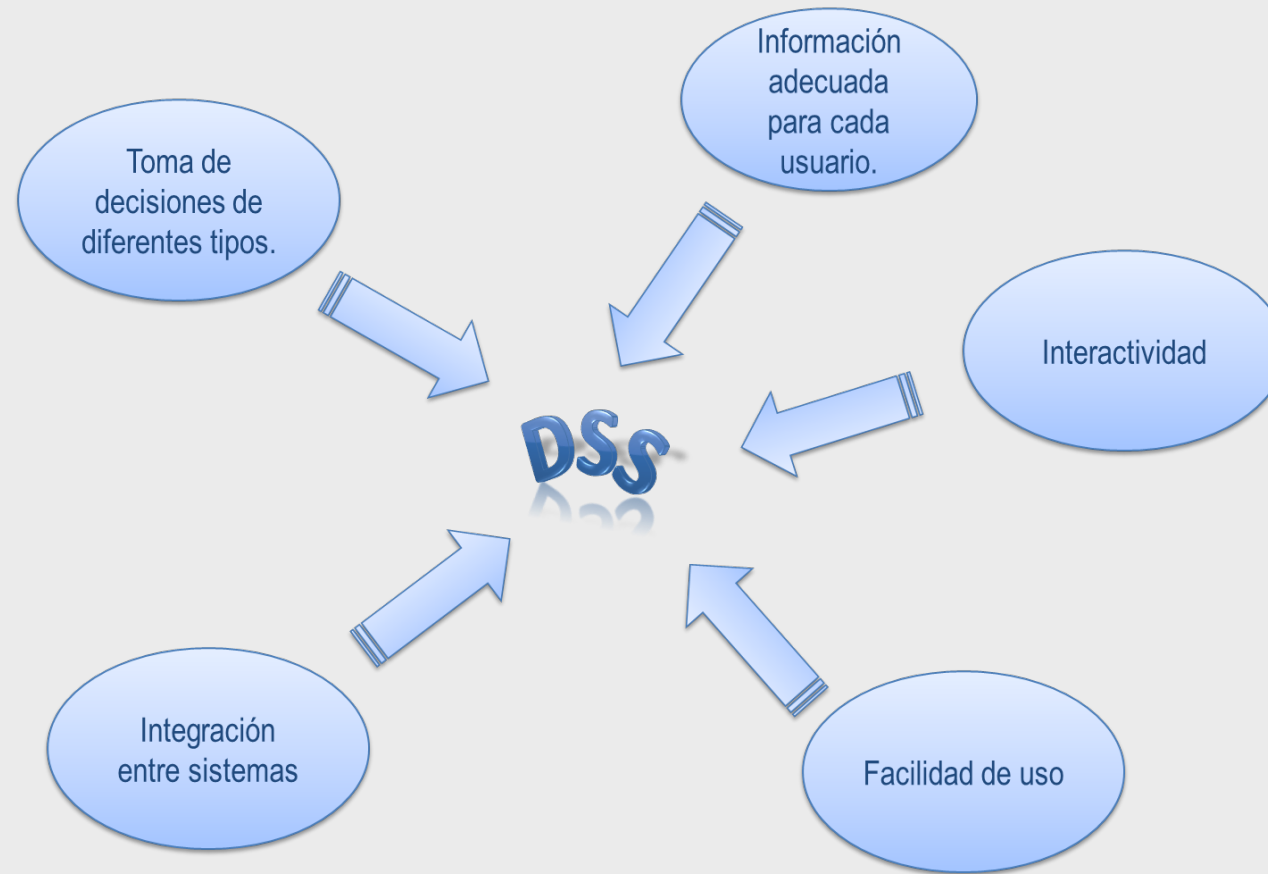 Información
adecuada
para cada
usuario.
Toma de
decisiones de
diferentes tipos.
Interactividad
DSS
Integración
entre sistemas
Facilidad de uso